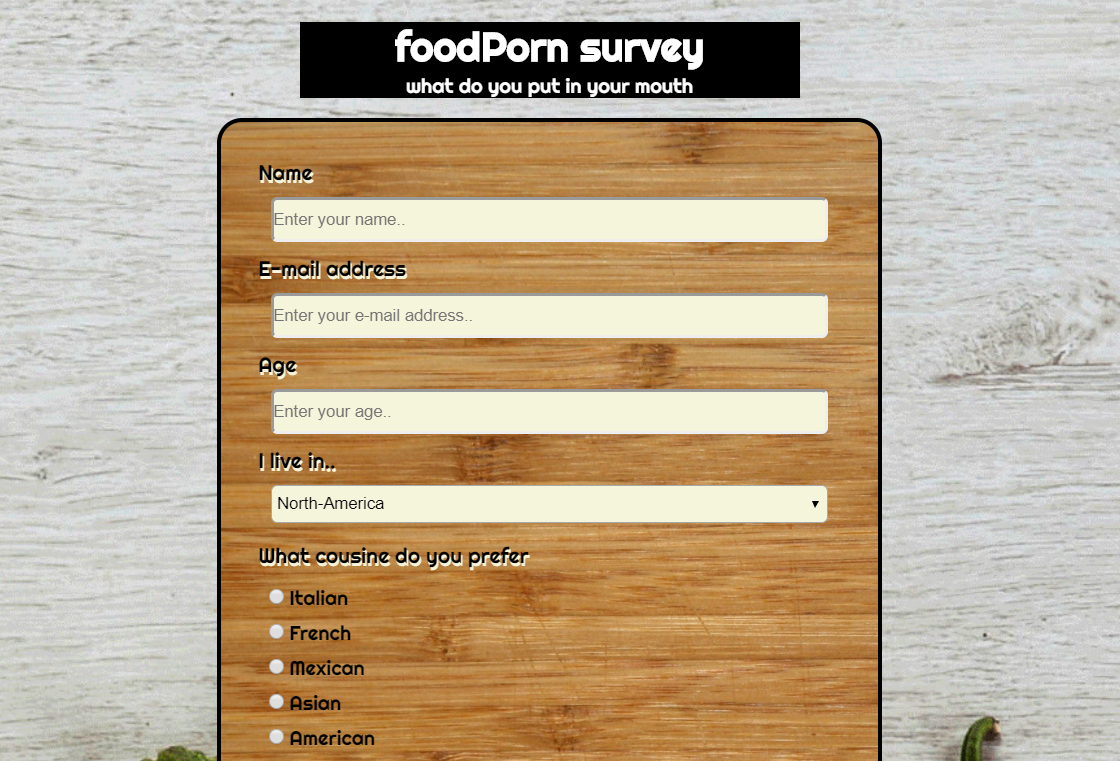 foodPorn survey
what do you put in your mouth
Name
Enter your name..
E-mail address
Enter your e-mail address..
Age
Enter your age..
I live in..
North-America
What cousine do you prefer
Italian
French
Mexican
Asian
American